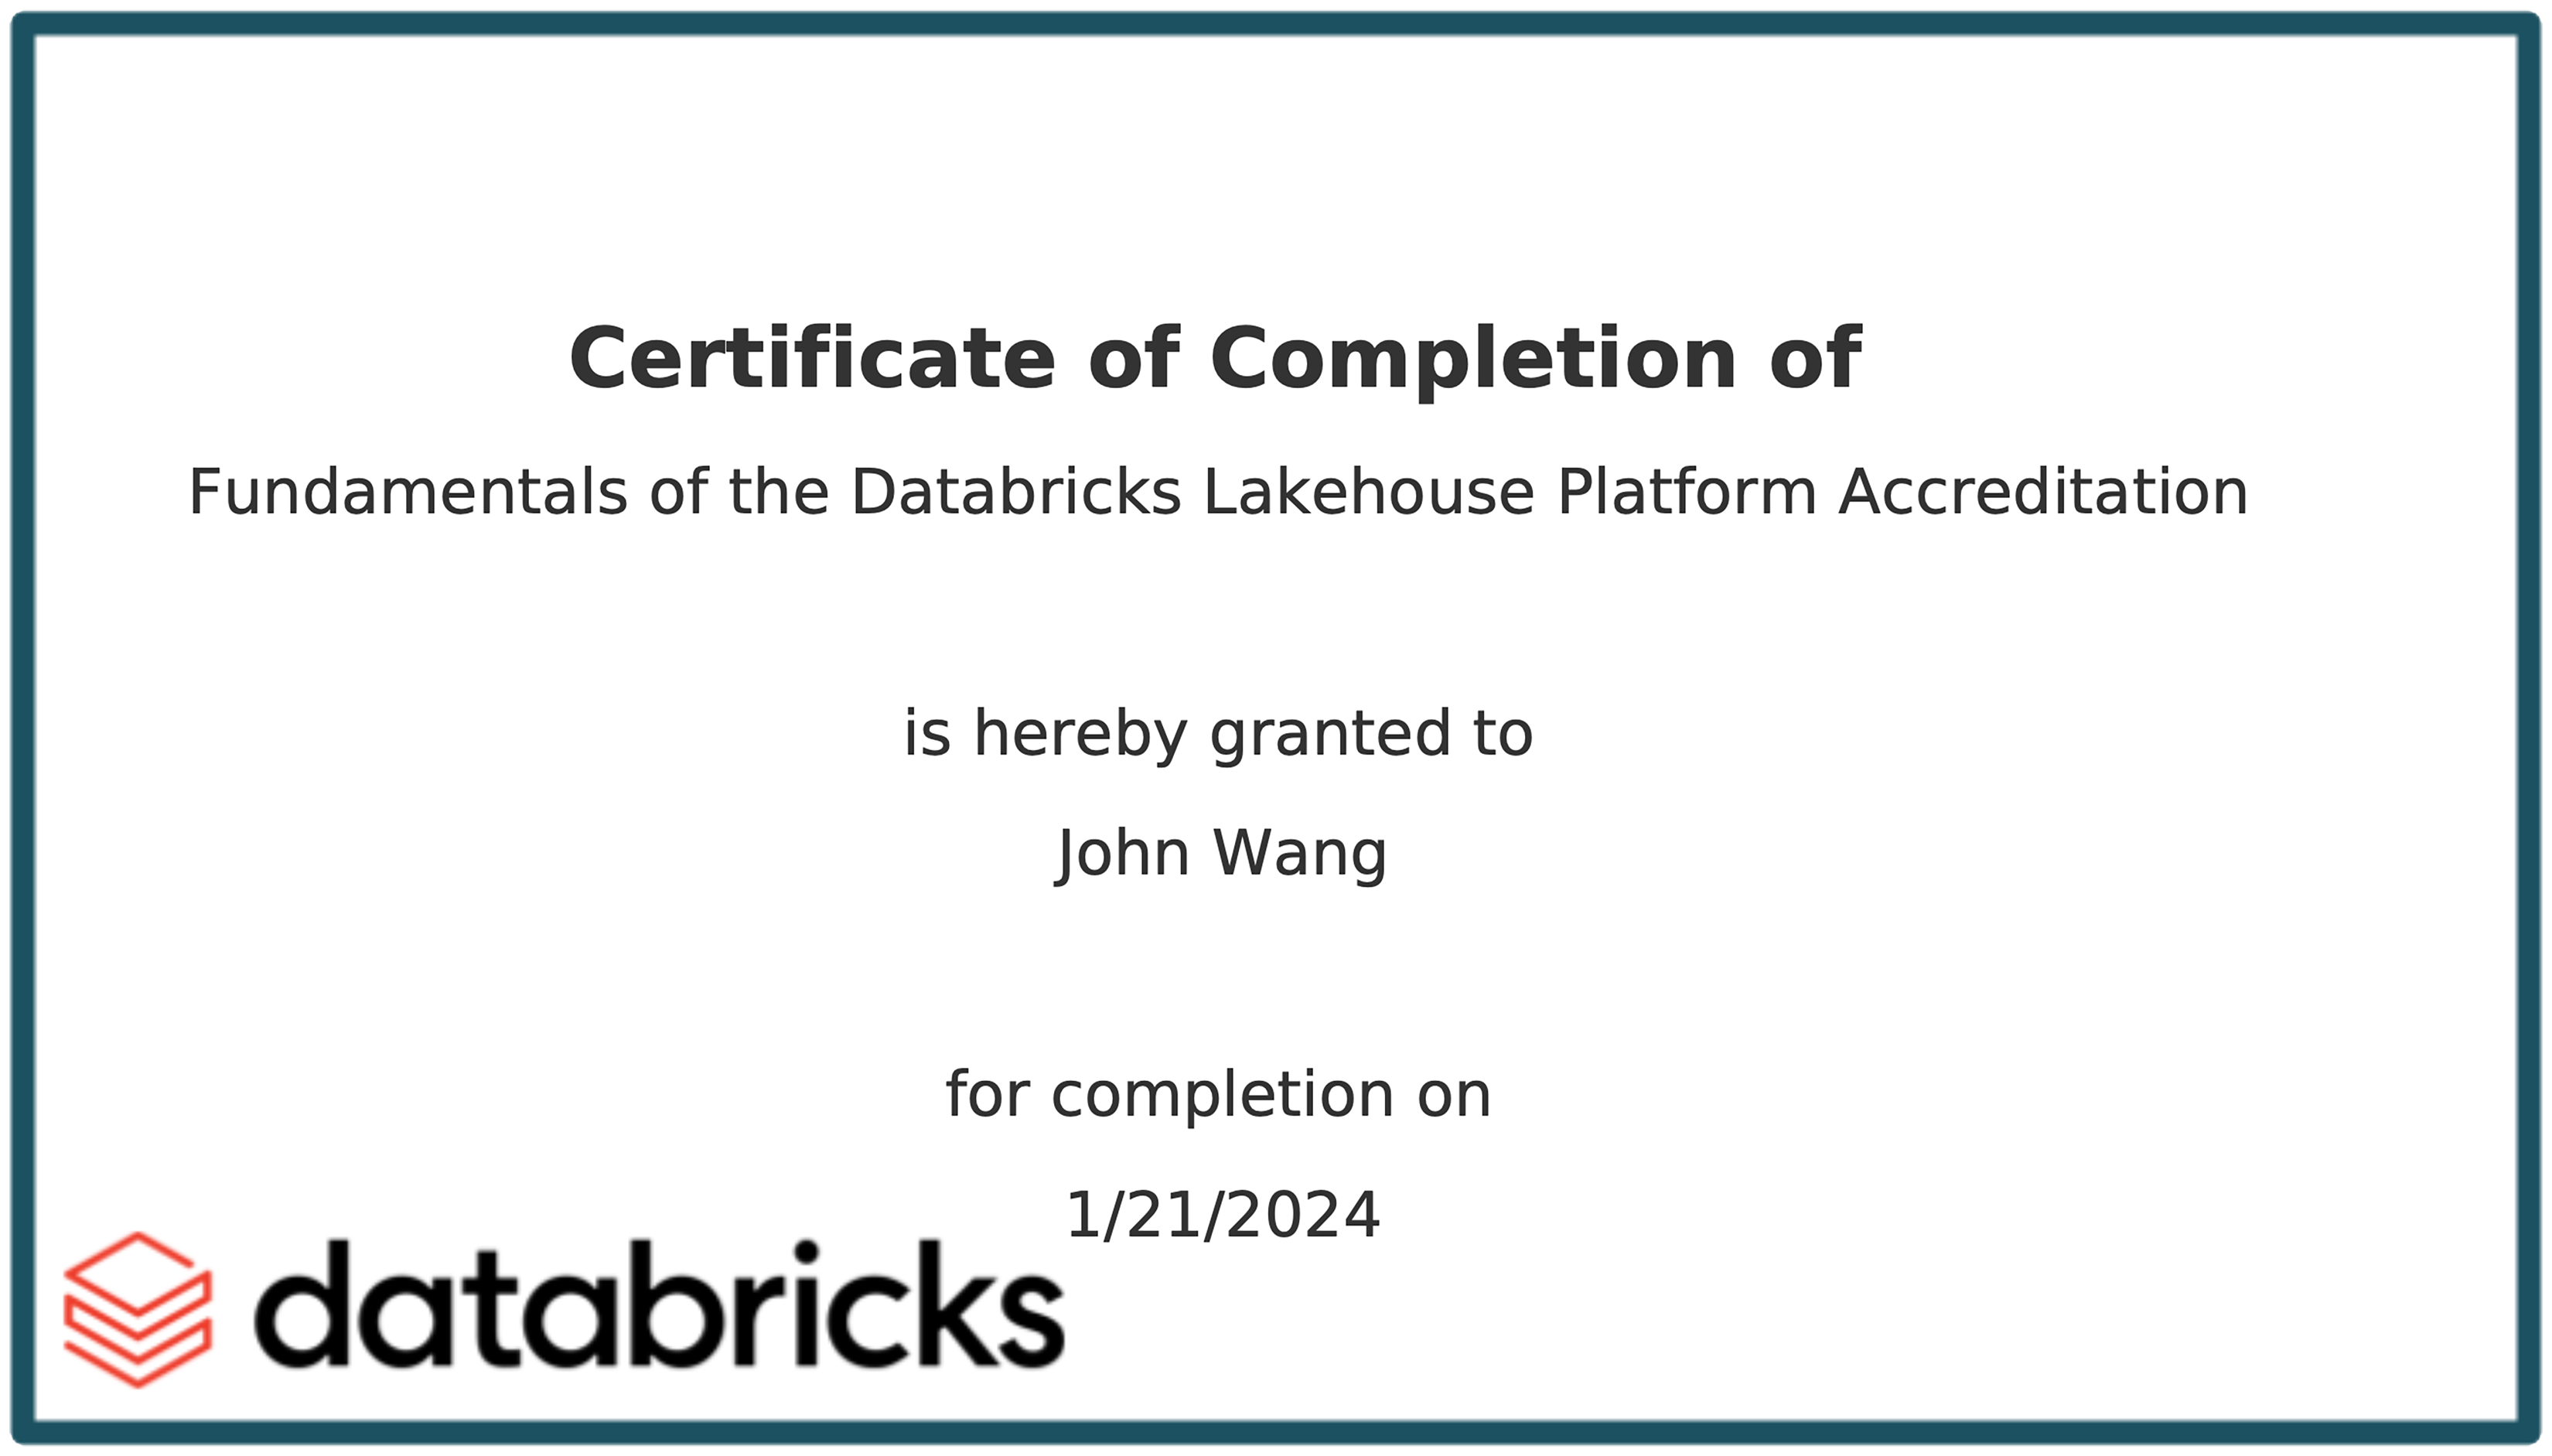 Certificate of Completion of
Fundamentals of the Databricks Lakehouse Platform Accreditation
is hereby granted to
John Wang
for completion on
1/21/2024
databricks